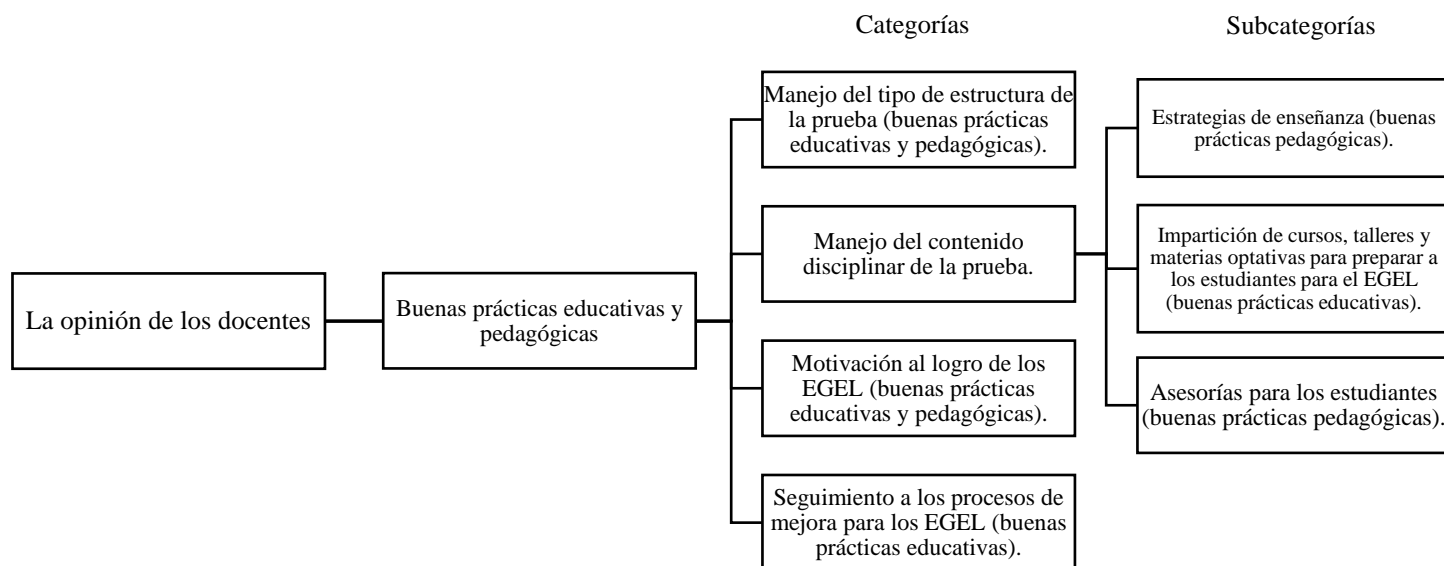 Categorías
Subcategorías
La opinión de los docentes
Buenas prácticas educativas y
pedagógicas
Manejo del tipo de estructura de
la prueba (buenas prácticas
educativas y pedagógicas).
Manejo del contenido
disciplinar de la prueba.
Motivación al logro de los
EGEL (buenas prácticas
educativas y pedagógicas).
Seguimiento a los procesos de
mejora para los EGEL (buenas
prácticas educativas).
Estrategias de enseñanza (buenas
prácticas pedagógicas).
Impartición de cursos, talleres y
materias optativas para preparar a
los estudiantes para el EGEL
(buenas prácticas educativas).
Asesorías para los estudiantes
(buenas prácticas pedagógicas).